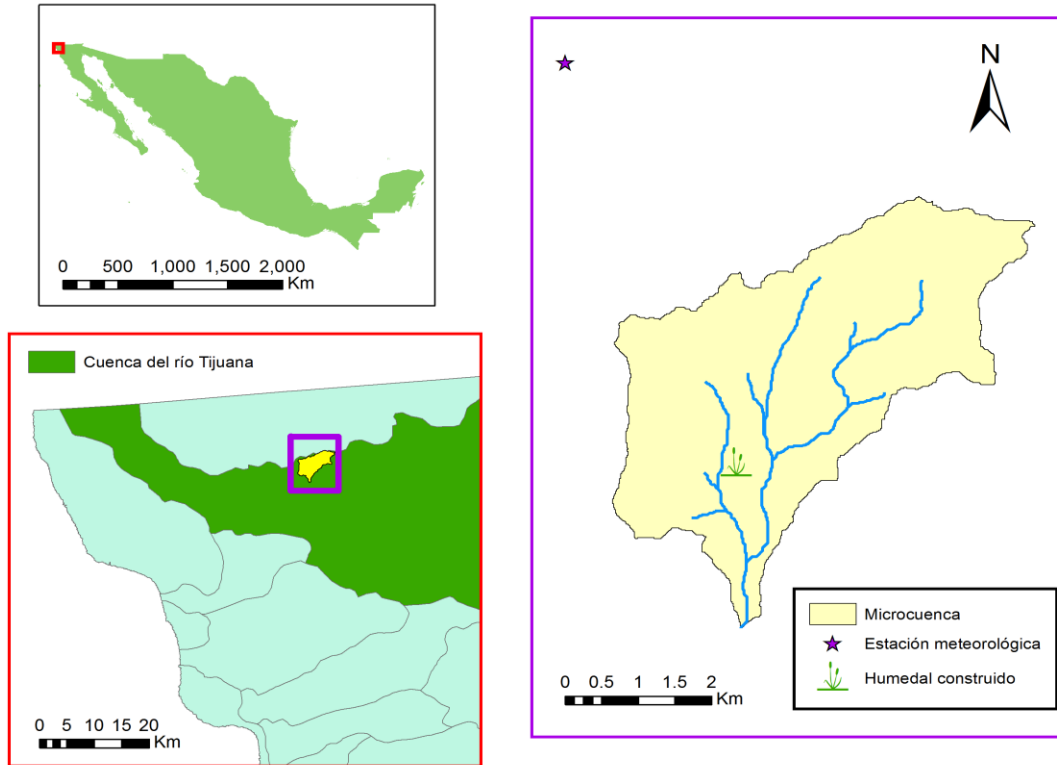 0 500 1,000 1,500 2,000
Km
Cuenca del río Tijuana
0 5 10 15 20
Km
N
Microcuenca
Estación meteorológica
Humedal construido
0 0.5 1 1.5 2
Km